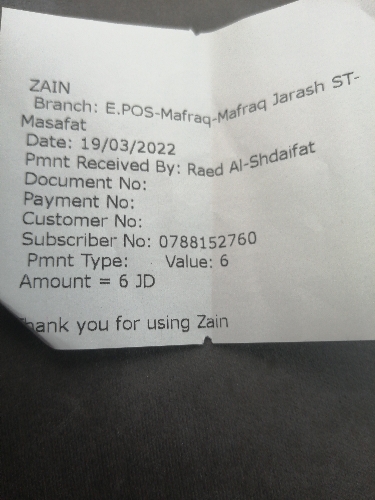 ZAIN
Branch: E.POS-Mafraq-Mafraq Jarash ST-
Masafat
Date: 19/03/2022
Pmnt Received By: Raed Al-Shdaifat
Document No:
Payment No:
Customer No:
Subscriber No: 0788152760
Pmnt Type: Value: 6
Amount = 6 JD
Thank you for using Zain